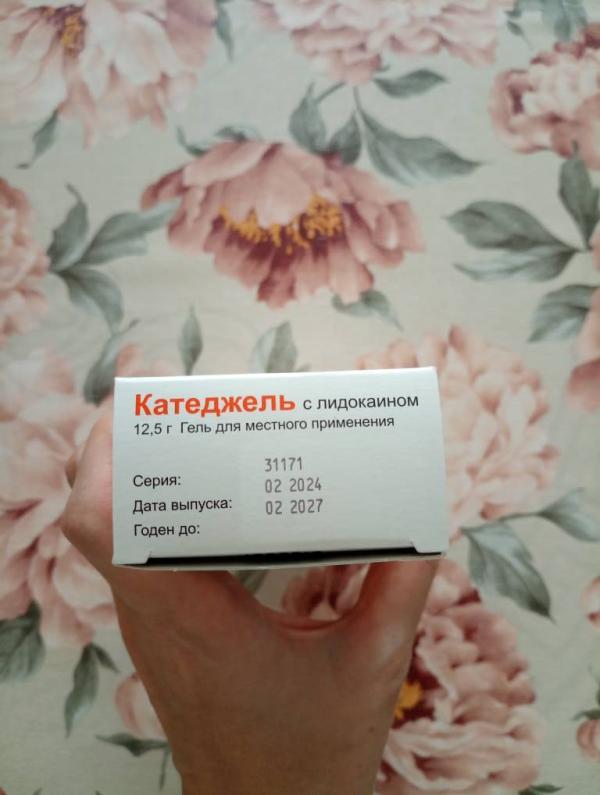 Катеджель с лидокаином
12,5 г Гель для местного применения
Серия: 31171
Дата выпуска: 02 2024
Годен до: 02 2027